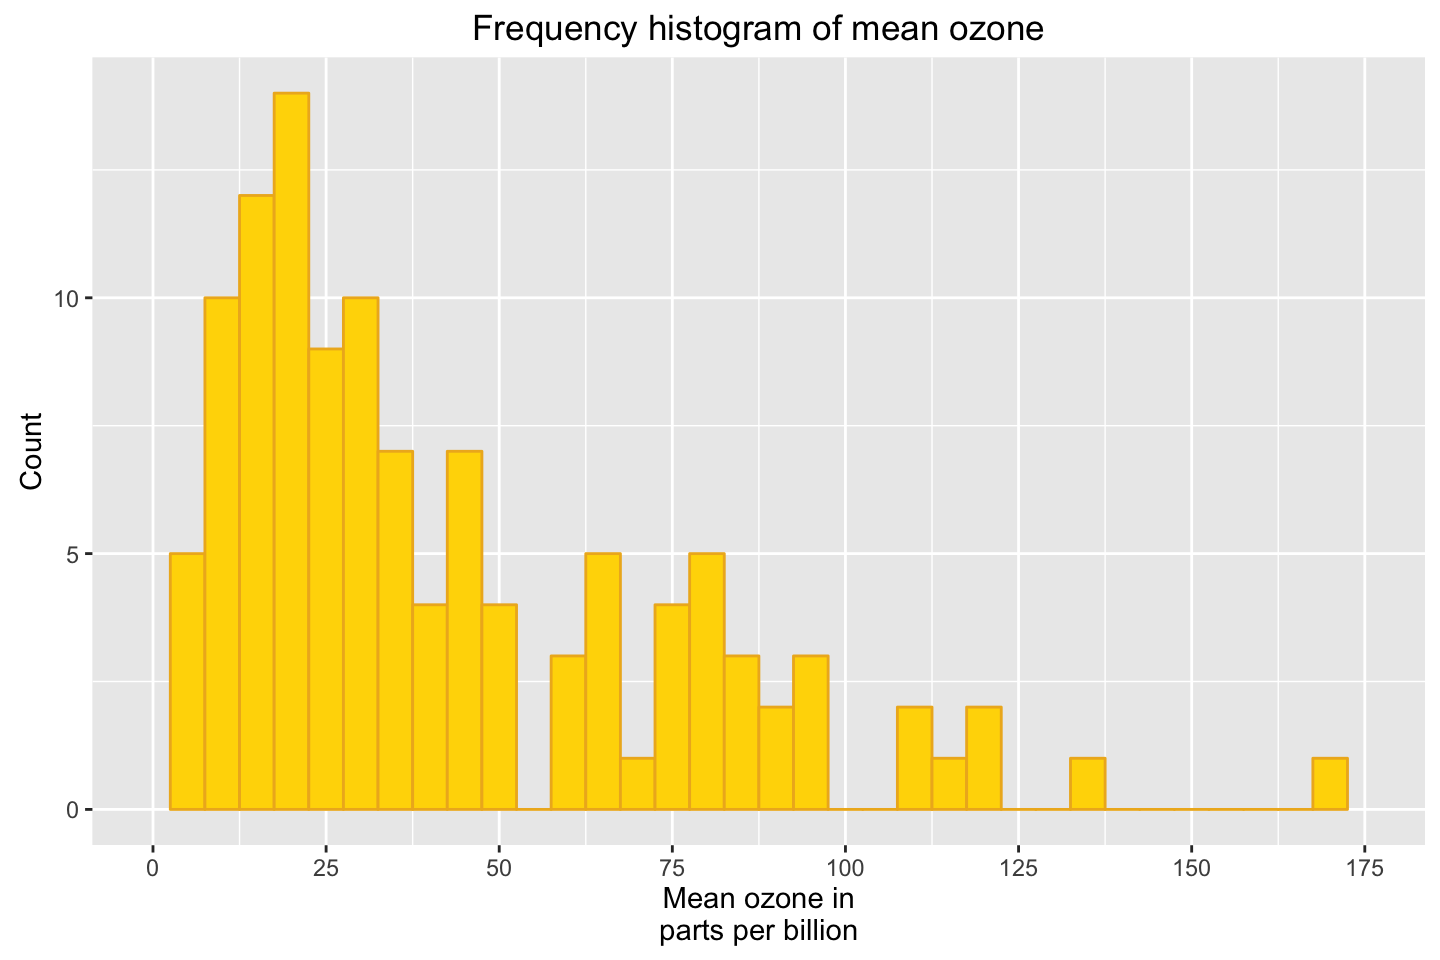 Frequency histogram of mean ozone
Count
10
5
0
0 25 50 75 100 125 150 175
Mean ozone in
parts per billion